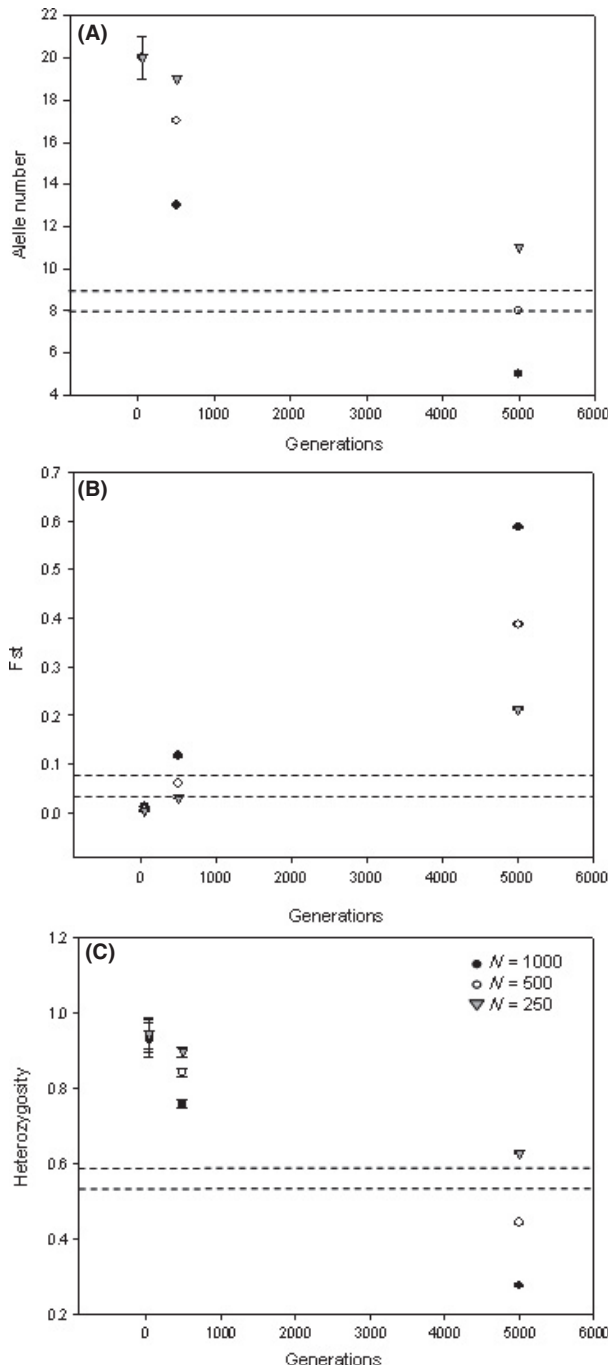 (A)
22
20
18
16
14
12
10
8
6
4
Alelle number
0 1000 2000 3000 4000 5000 6000
Generations
(B)
0.7
0.6
0.5
0.4
0.3
0.2
0.1
0.0
Fst
0 1000 2000 3000 4000 5000 6000
Generations
(C)
N = 1000
N = 500
N = 250
1.2
1.0
0.8
0.6
0.4
0.2
Heterozygosity
0 1000 2000 3000 4000 5000 6000
Generations